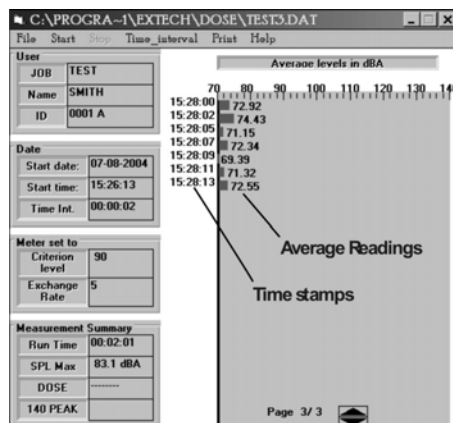 C:\PROGRA~1\EXTECH\DOSE\TEST3.DAT
File Start Stop Time_interval Print Help
User
JOB TEST
Name SMITH
ID 0001 A
Date
Start date: 07-08-2004
Start time: 15:26:13
Time Int. 00:00:02
Meter set to
Criterion level 90
Exchange Rate 5
Measurement Summary
Run Time 00:02:01
SPL Max 83.1 dBA
DOSE --------
140 PEAK
Average levels in dBA
70 80 90 100 110 120 130 140
15:28:00 72.92
15:28:02 74.43
15:28:05 71.15
15:28:07 72.34
15:28:09 69.39
15:28:11 71.32
15:28:13 72.55
Average Readings
Time stamps
Page 3/ 3